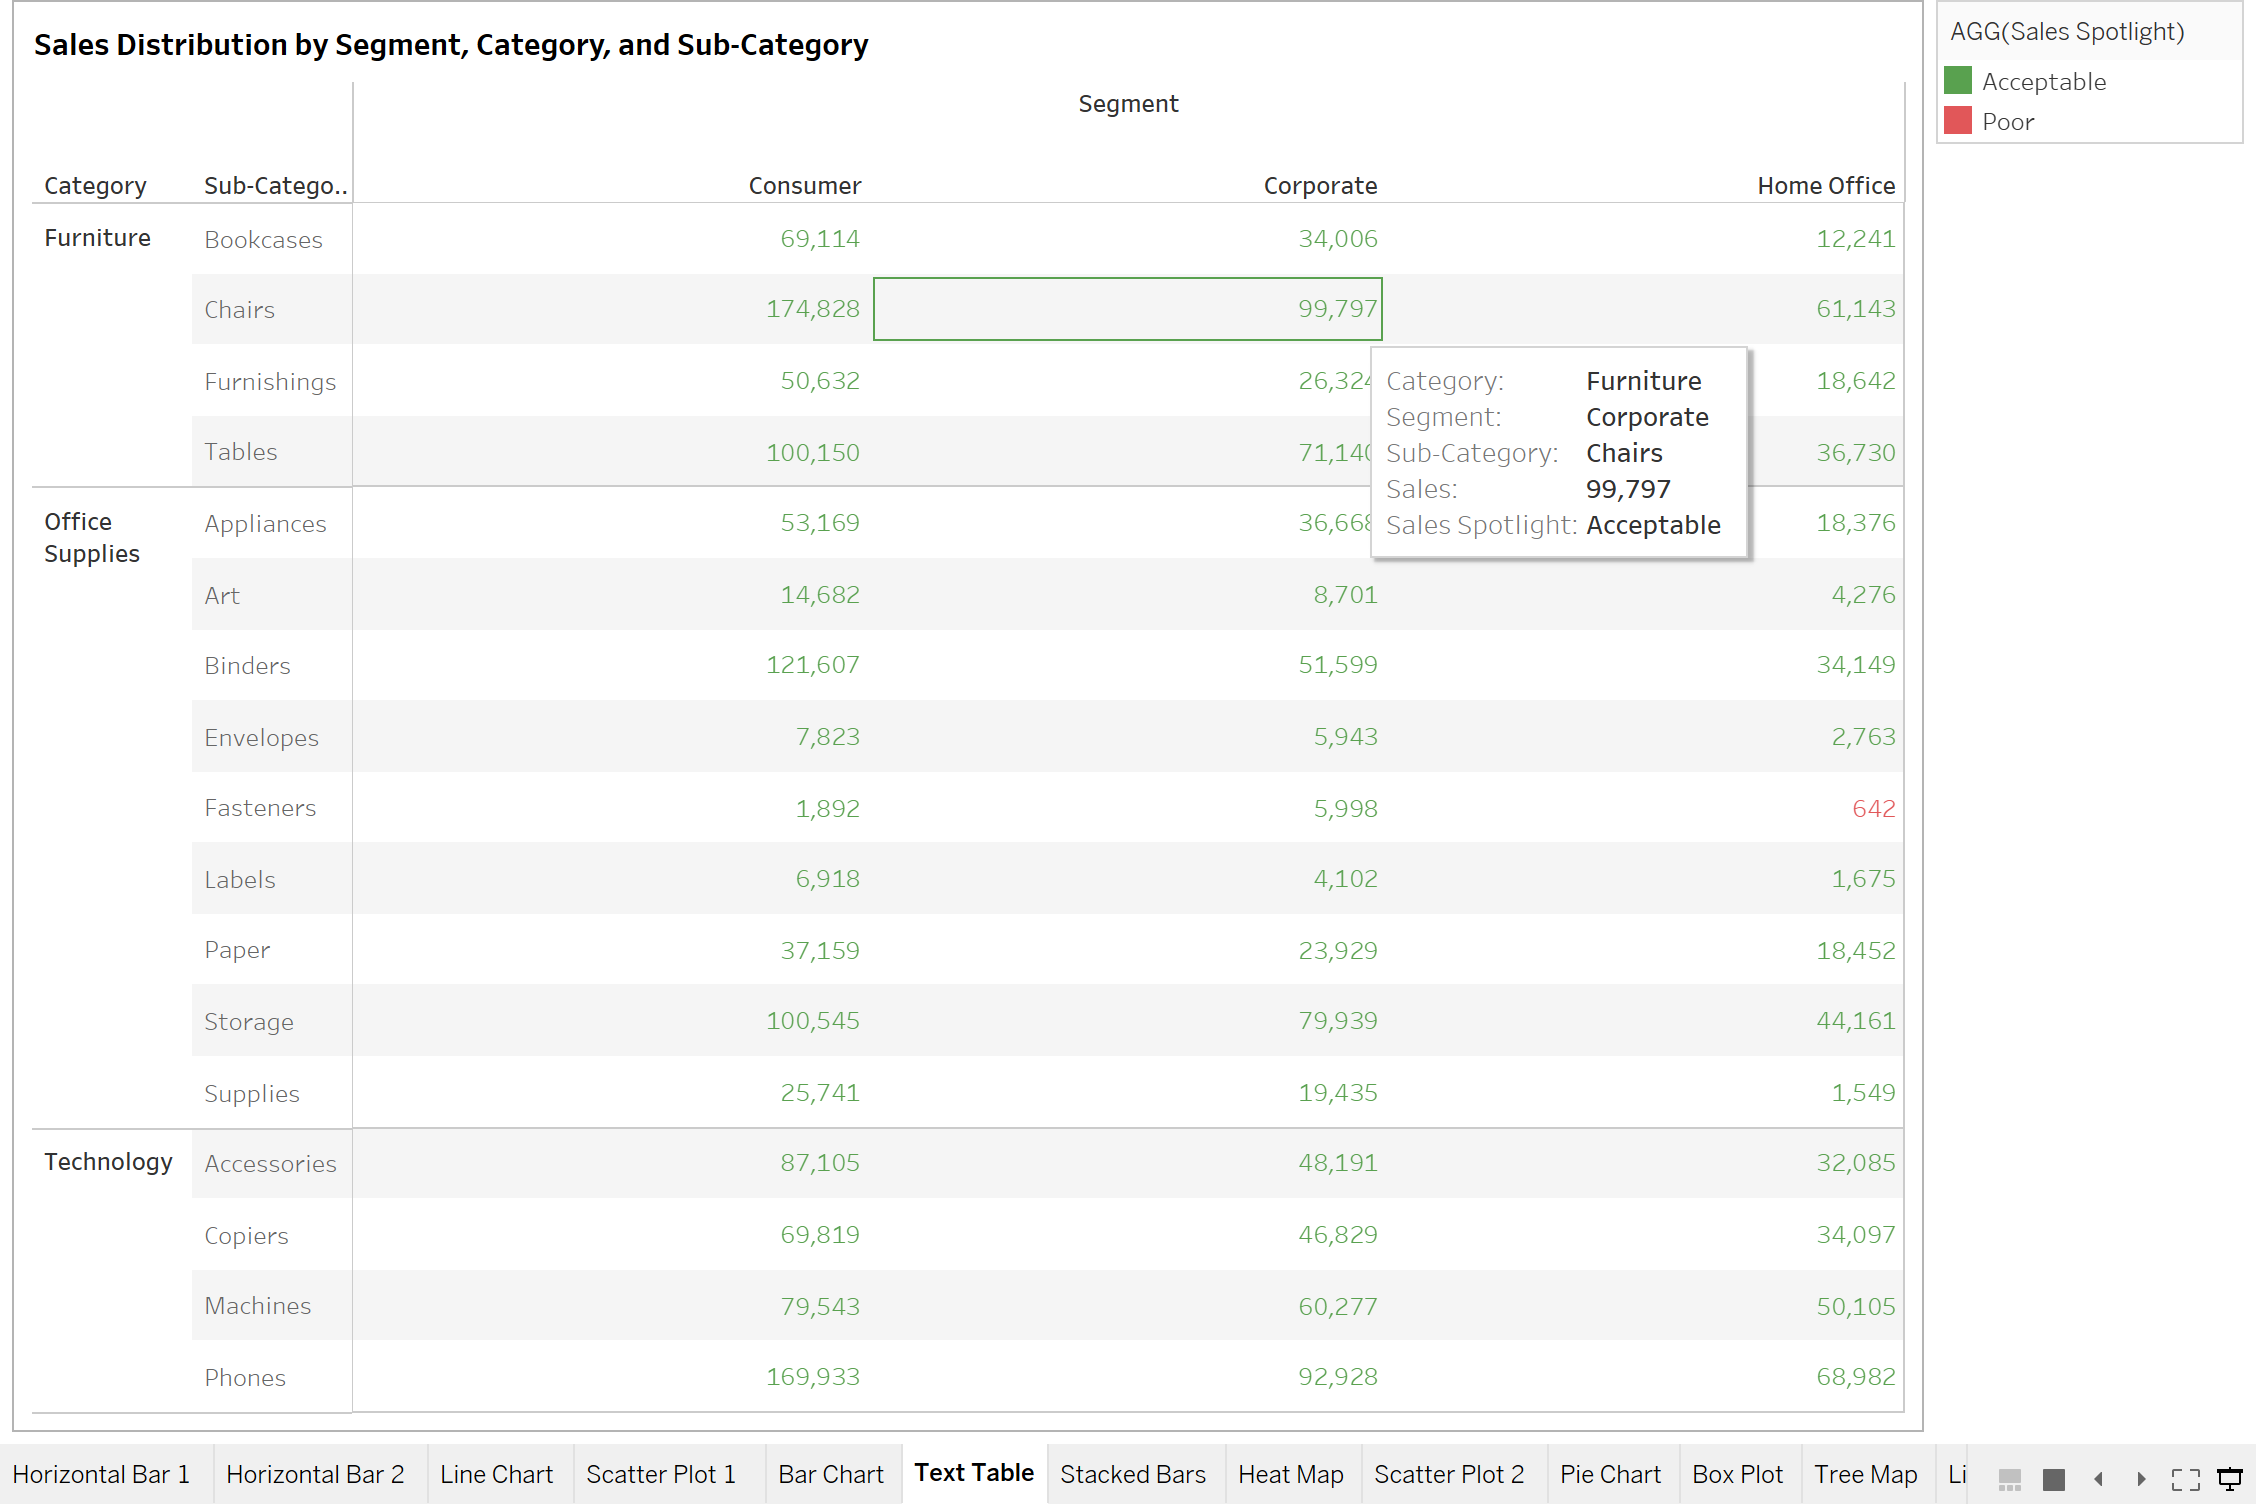 Sales Distribution by Segment, Category, and Sub-Category
AGG(Sales Spotlight)
Acceptable
Poor
Segment
Category Sub-Catego.. Consumer Corporate Home Office
Furniture Bookcases 69,114 34,006 12,241
Chairs 174,828 99,797 61,143
Furnishings 50,632 26,324 18,642
Tables 100,150 71,140 36,730
Category: Furniture
Segment: Corporate
Sub-Category: Chairs
Sales: 99,797
Sales Spotlight: Acceptable
Office
Supplies
Appliances 53,169 36,668 18,376
Art 14,682 8,701 4,276
Binders 121,607 51,599 34,149
Envelopes 7,823 5,943 2,763
Fasteners 1,892 5,998 642
Labels 6,918 4,102 1,675
Paper 37,159 23,929 18,452
Storage 100,545 79,939 44,161
Supplies 25,741 19,435 1,549
Technology Accessories 87,105 48,191 32,085
Copiers 69,819 46,829 34,097
Machines 79,543 60,277 50,105
Phones 169,933 92,928 68,982
Horizontal Bar 1 Horizontal Bar 2 Line Chart Scatter Plot 1 Bar Chart Text Table Stacked Bars Heat Map Scatter Plot 2 Pie Chart Box Plot Tree Map Li